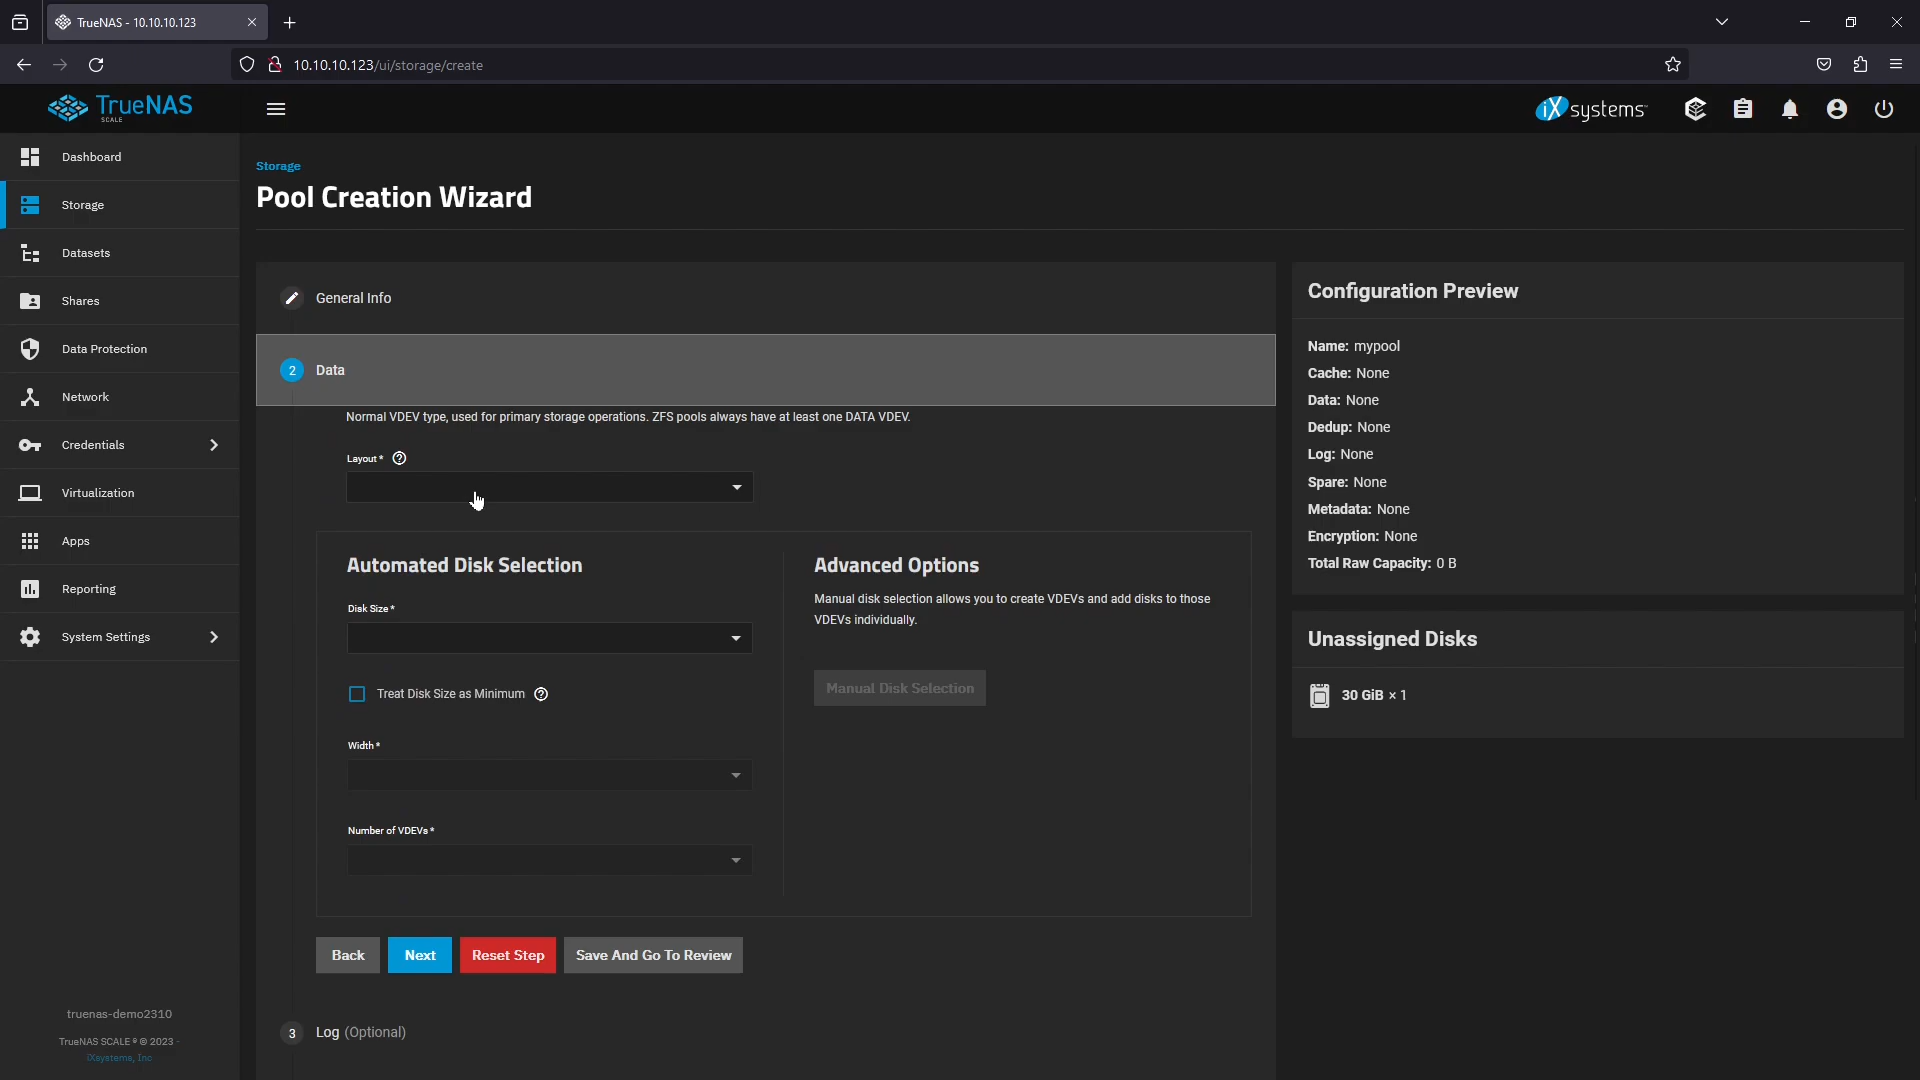 TrueNAS - 10.10.10.123
10.10.10.123/ui/storage/create
TrueNAS
SCALE
iXsystems
Dashboard
Storage
Datasets
Shares
Data Protection
Network
Credentials
Virtualization
Apps
Reporting
System Settings
truenas-demo2310
TrueNAS SCALE ® © 2023 -
iXsystems, Inc
Storage
Pool Creation Wizard
General Info
2 Data
Normal VDEV type, used for primary storage operations. ZFS pools always have at least one DATA VDEV.
Layout *
Automated Disk Selection
Disk Size *
Treat Disk Size as Minimum
Width *
Number of VDEVs *
Advanced Options
Manual disk selection allows you to create VDEVs and add disks to those
VDEVs individually.
Manual Disk Selection
Back Next Reset Step Save And Go To Review
3 Log (Optional)
Configuration Preview
Name: mypool
Cache: None
Data: None
Dedup: None
Log: None
Spare: None
Metadata: None
Encryption: None
Total Raw Capacity: 0 B
Unassigned Disks
30 GiB × 1